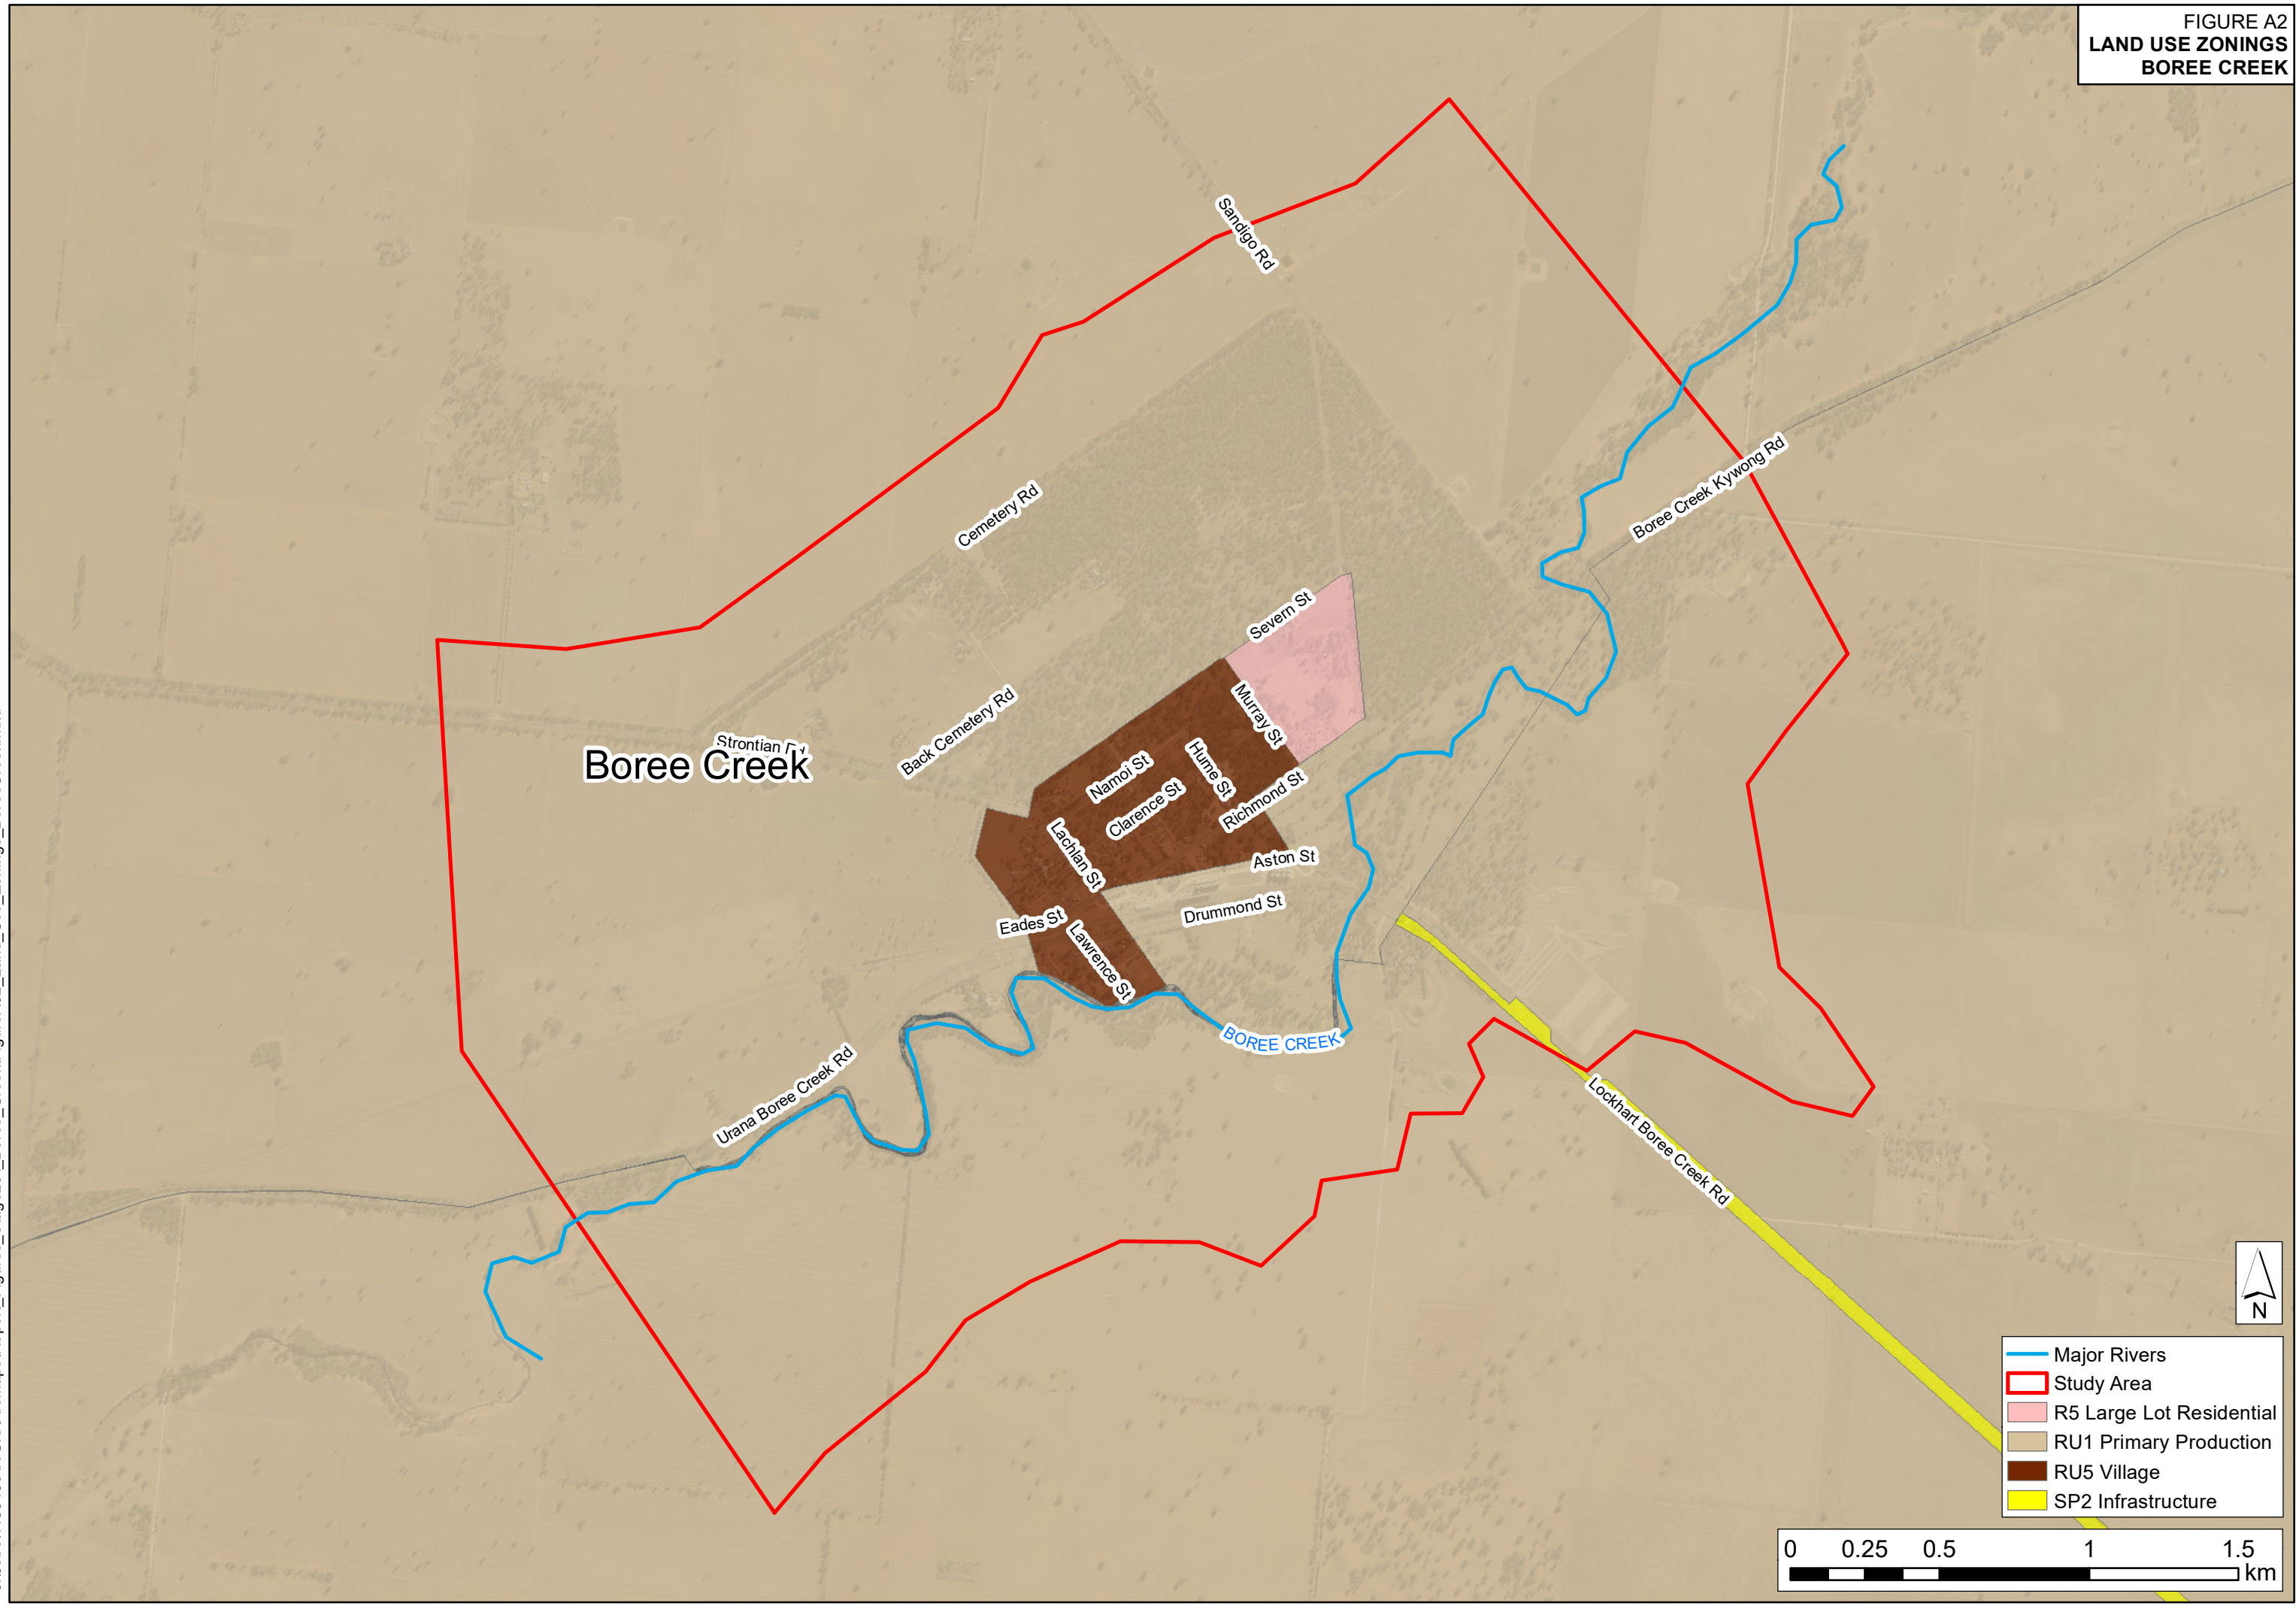 FIGURE A2
LAND USE ZONINGS
BOREE CREEK
Sandigo Rd
Boree Creek Kywong Rd
Cemetery Rd
Severn St
Back Cemetery Rd
Murray St
Strontian Rd
Boree Creek
Hume St
Namoi St
Clarence St
Richmond St
Lachlan St
Aston St
Drummond St
Eades St
Lawrence St
BOREE CREEK
Urana Boree Creek Rd
Lockhart Boree Creek Rd
N
Major Rivers
Study Area
R5 Large Lot Residential
RU1 Primary Production
RU5 Village
SP2 Infrastructure
0 0.25 0.5 1 1.5
km